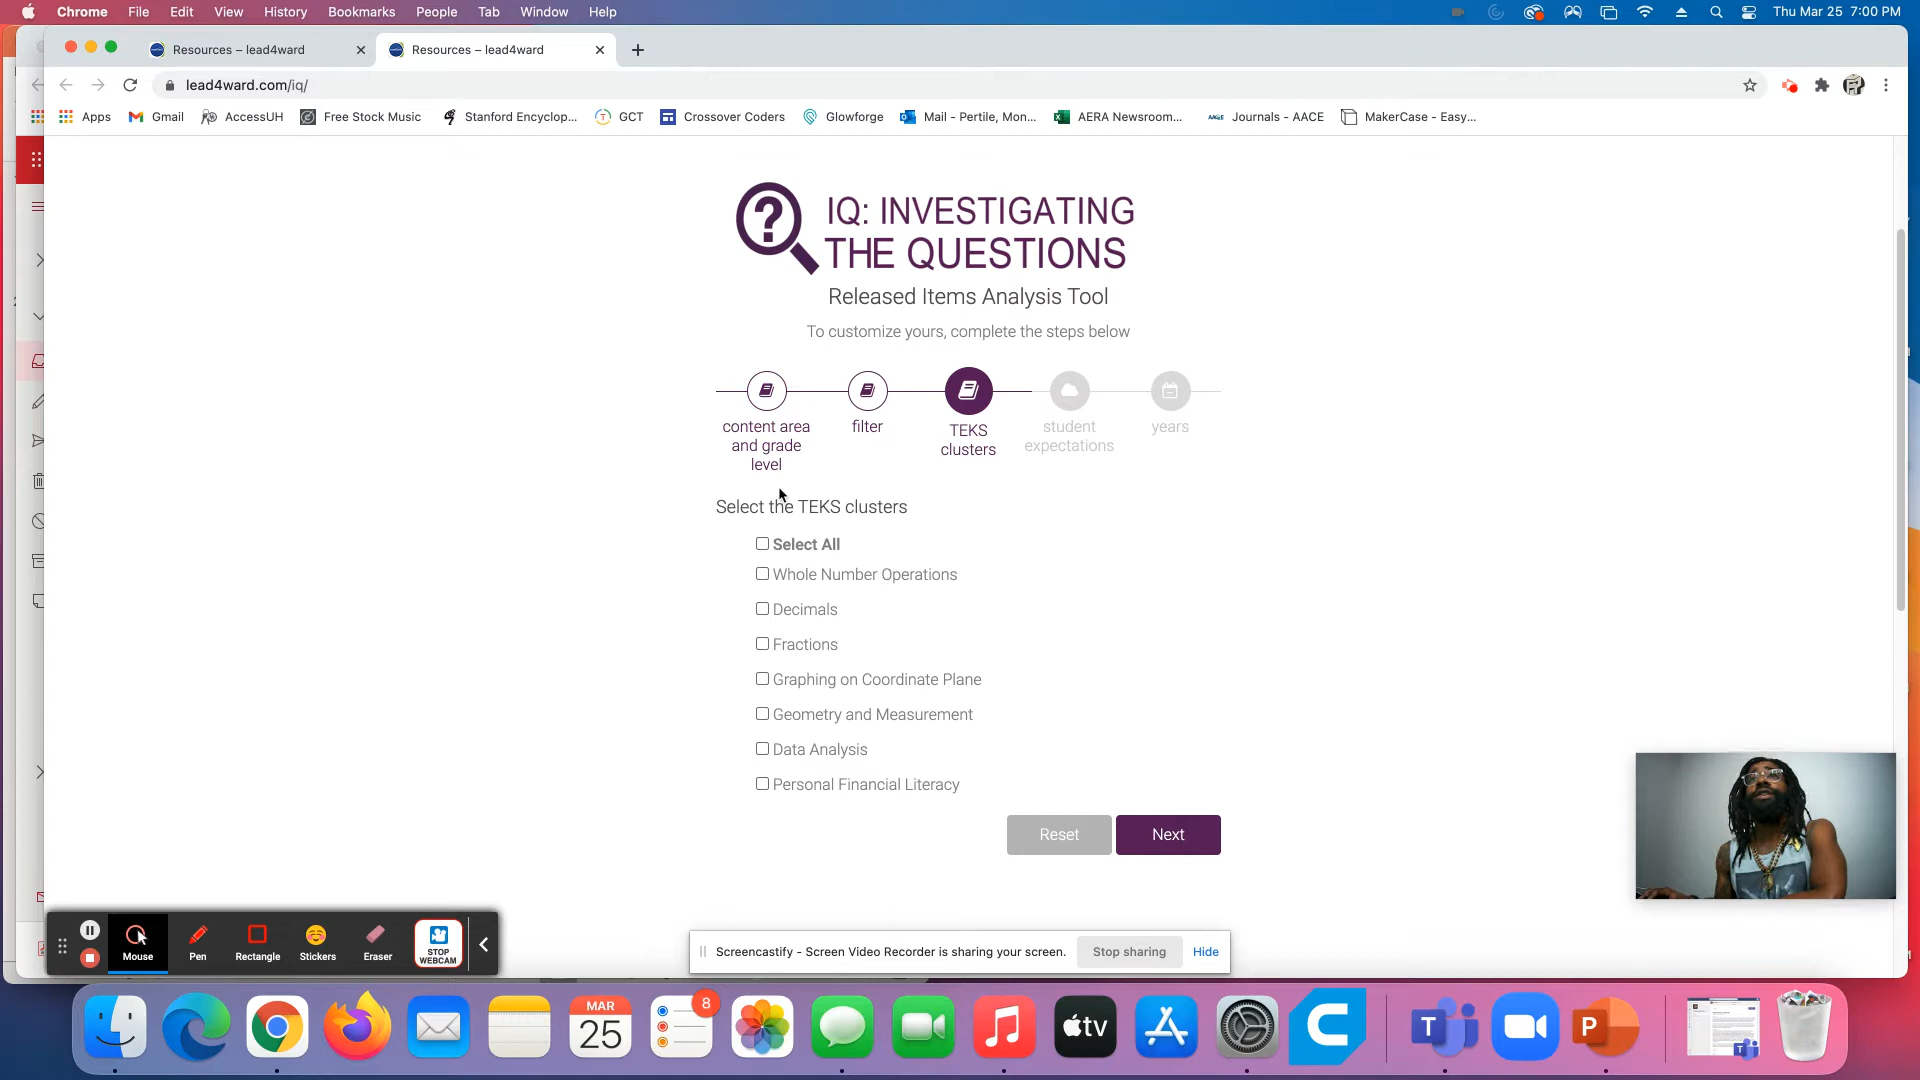 Chrome File Edit View History Bookmarks People Tab Window Help
Thu Mar 25 7:00 PM
Resources – lead4ward
Resources – lead4ward
lead4ward.com/iq/
Apps
Gmail
AccessUH
Free Stock Music
Stanford Encyclop...
GCT
Crossover Coders
Glowforge
Mail - Pertile, Mon...
AERA Newsroom...
Journals - AACE
MakerCase - Easy...
IQ: INVESTIGATING
THE QUESTIONS
Released Items Analysis Tool
To customize yours, complete the steps below
content area
and grade
level
filter
TEKS
clusters
student
expectations
years
Select the TEKS clusters
Select All
Whole Number Operations
Decimals
Fractions
Graphing on Coordinate Plane
Geometry and Measurement
Data Analysis
Personal Financial Literacy
Reset
Next
Mouse
Pen
Rectangle
Stickers
Eraser
STOP
WEBCAM
Screencastify - Screen Video Recorder is sharing your screen.
Stop sharing
Hide
MAR
25
8
tv